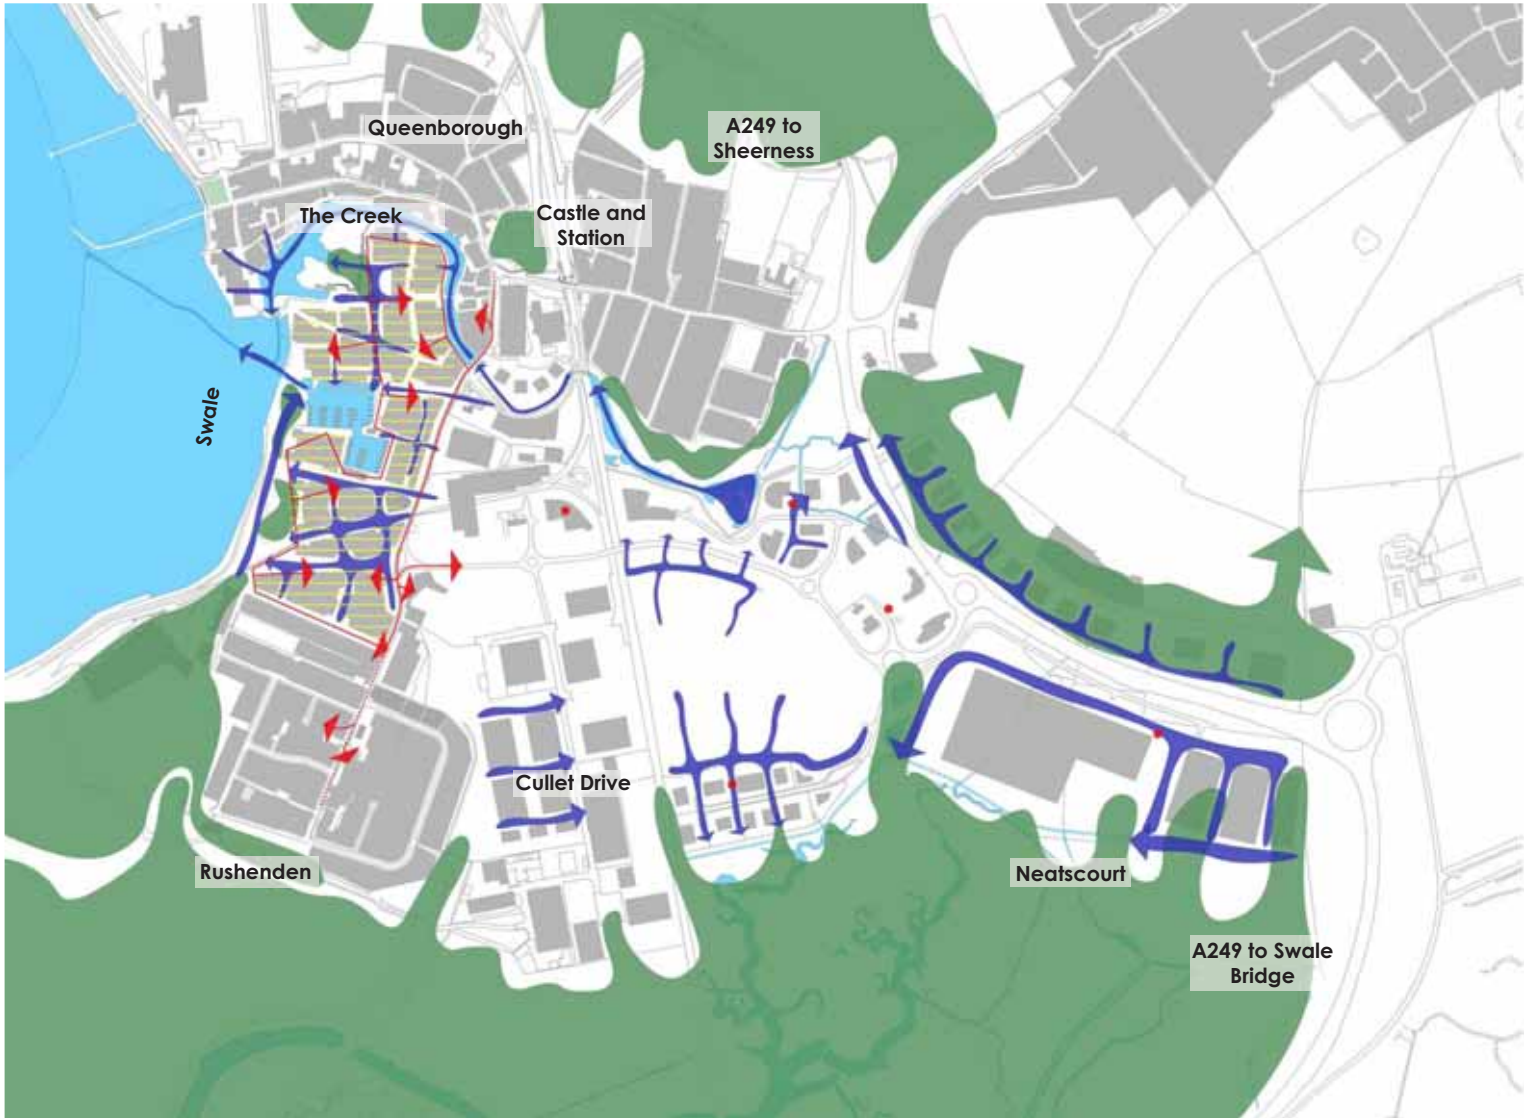 Queenborough
A249 to
Sheerness
The Creek
Castle and
Station
Swale
Cullet Drive
Rushenden
Neatscourt
A249 to Swale
Bridge